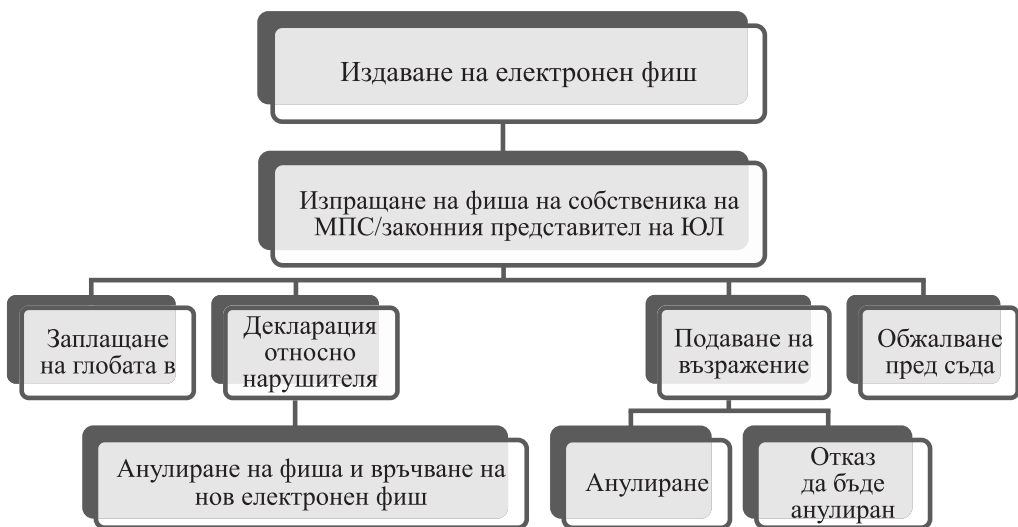 Издаване на електронен фиш
Изпращане на фиша на собственика на
МПС/законния представител на ЮЛ
Заплащане
на глобата в
Декларация
относно
нарушителя
Подаване на
възражение
Обжалване
пред съда
Анулиране на фиша и връчване на
нов електронен фиш
Анулиране
Отказ
да бъде
анулиран